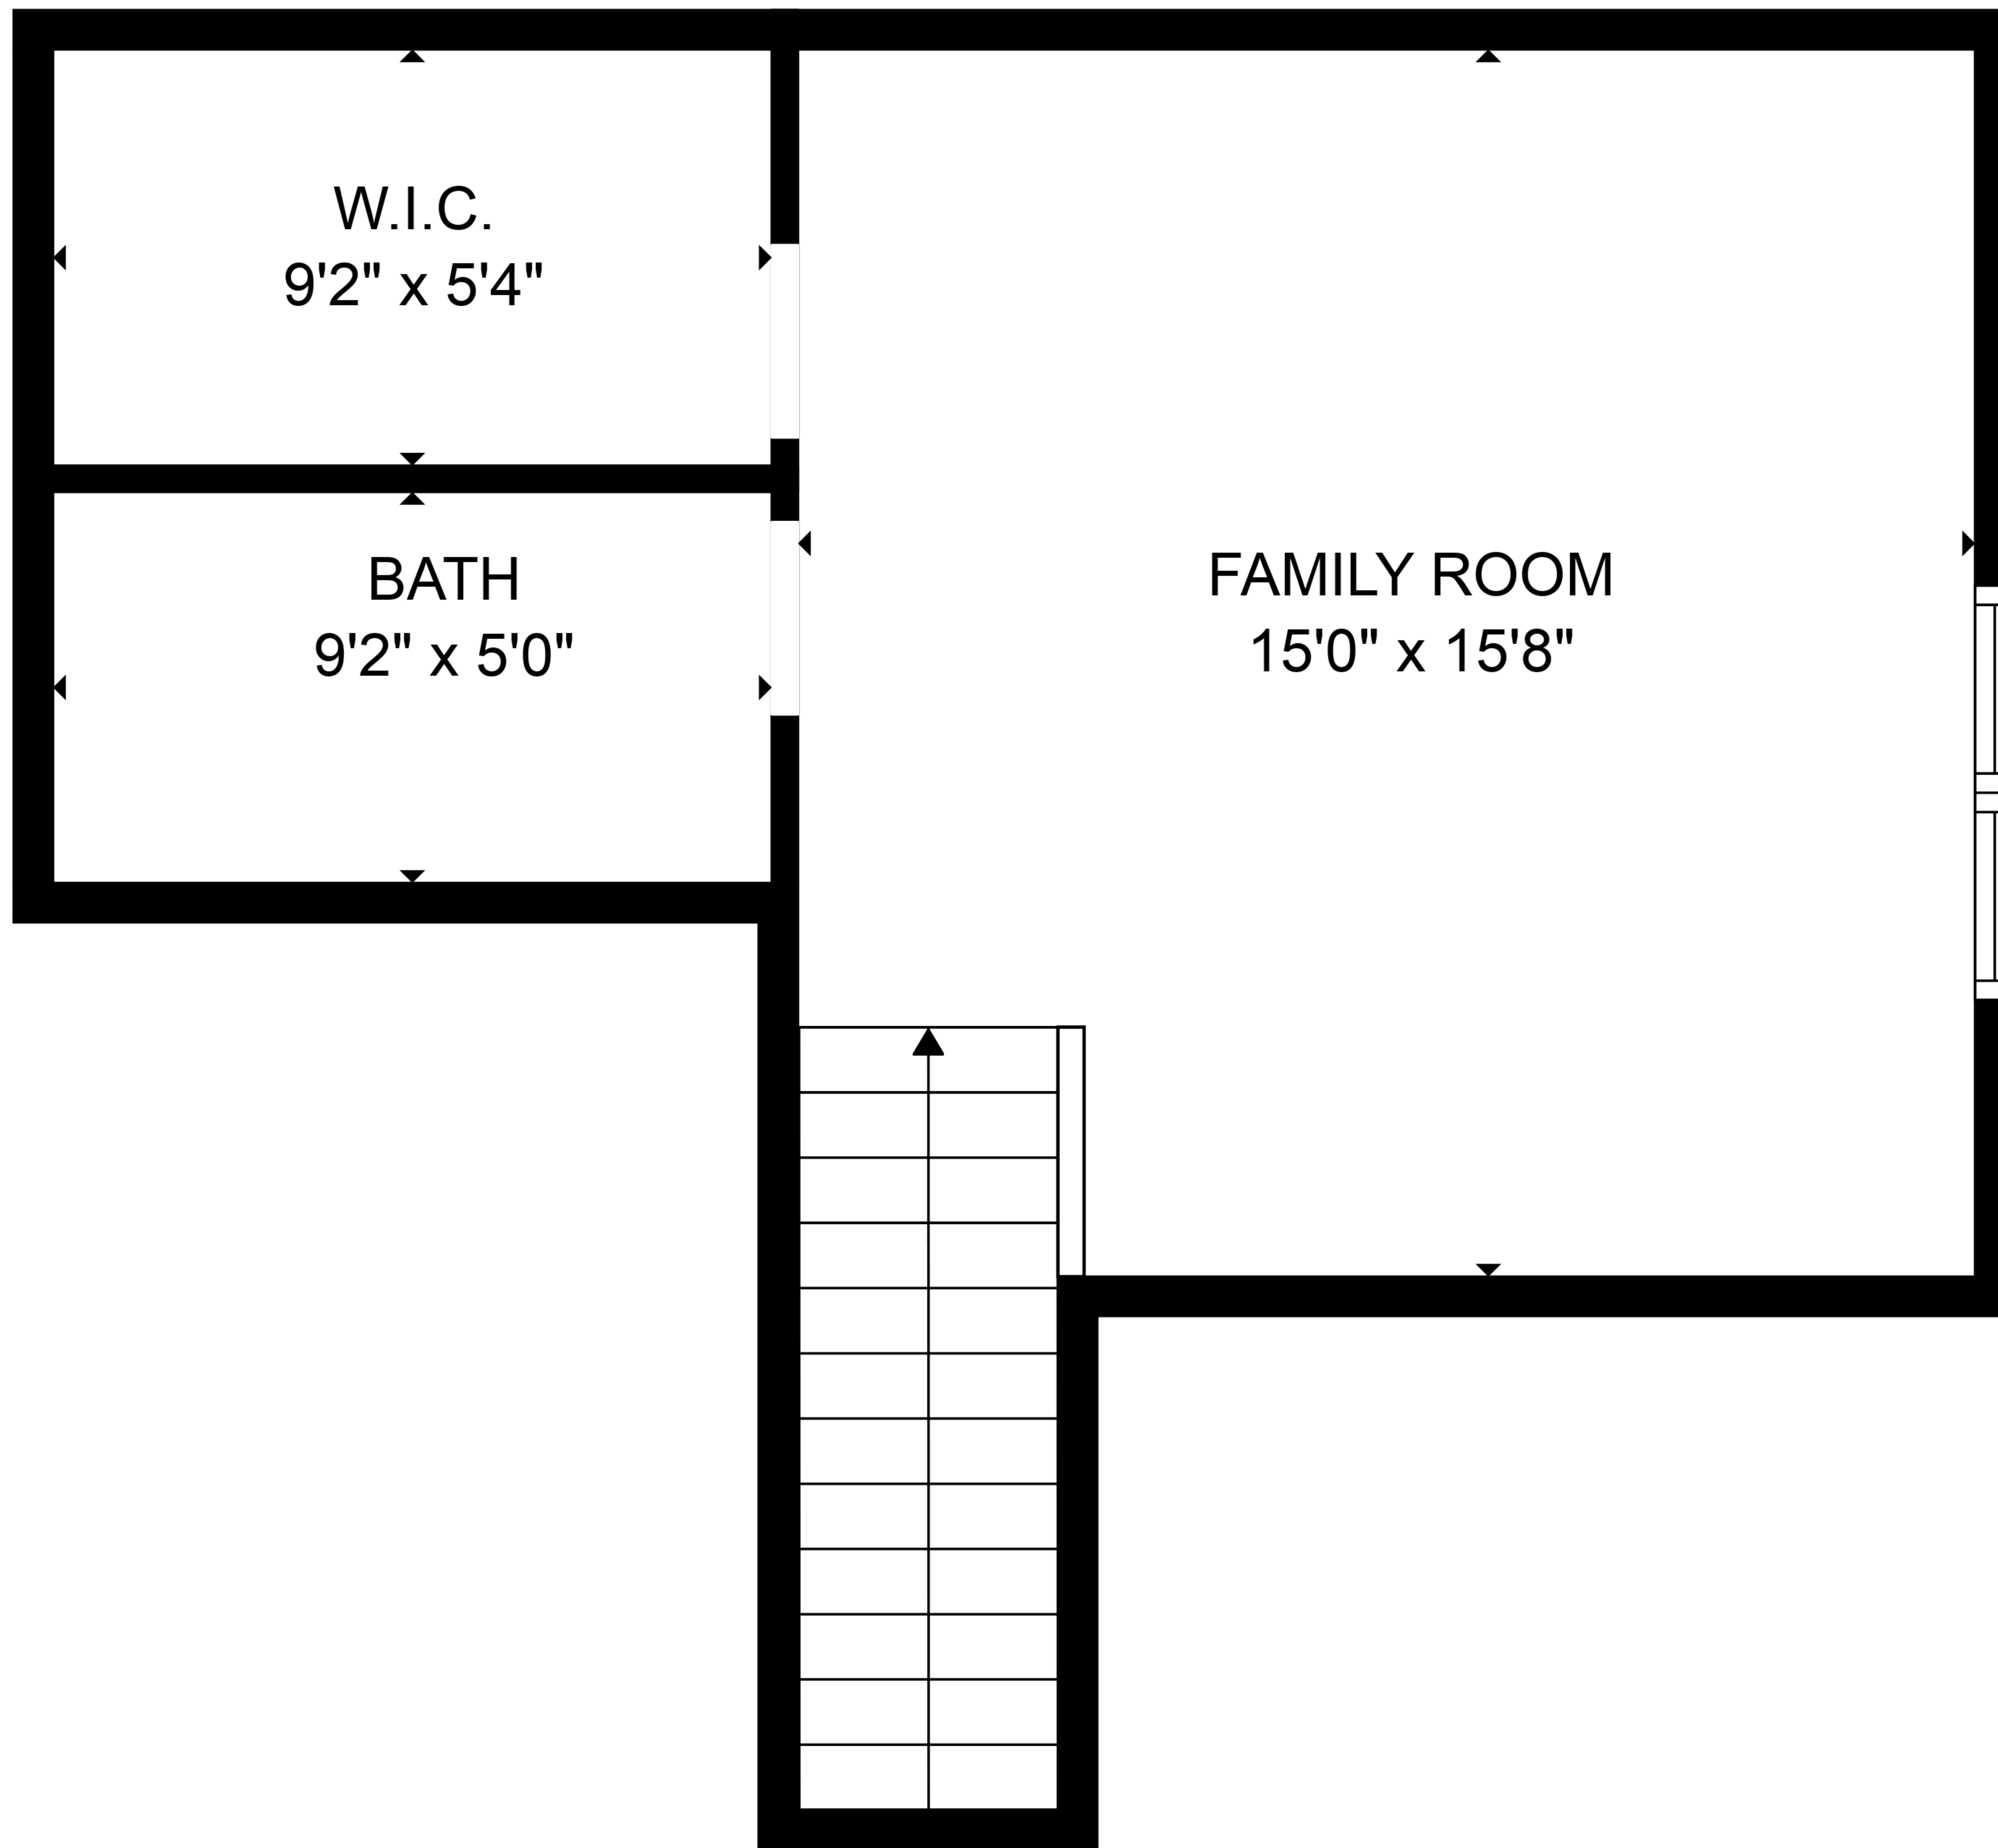 W.I.C.
9'2" x 5'4"
BATH
9'2" x 5'0"
FAMILY ROOM
15'0" x 15'8"